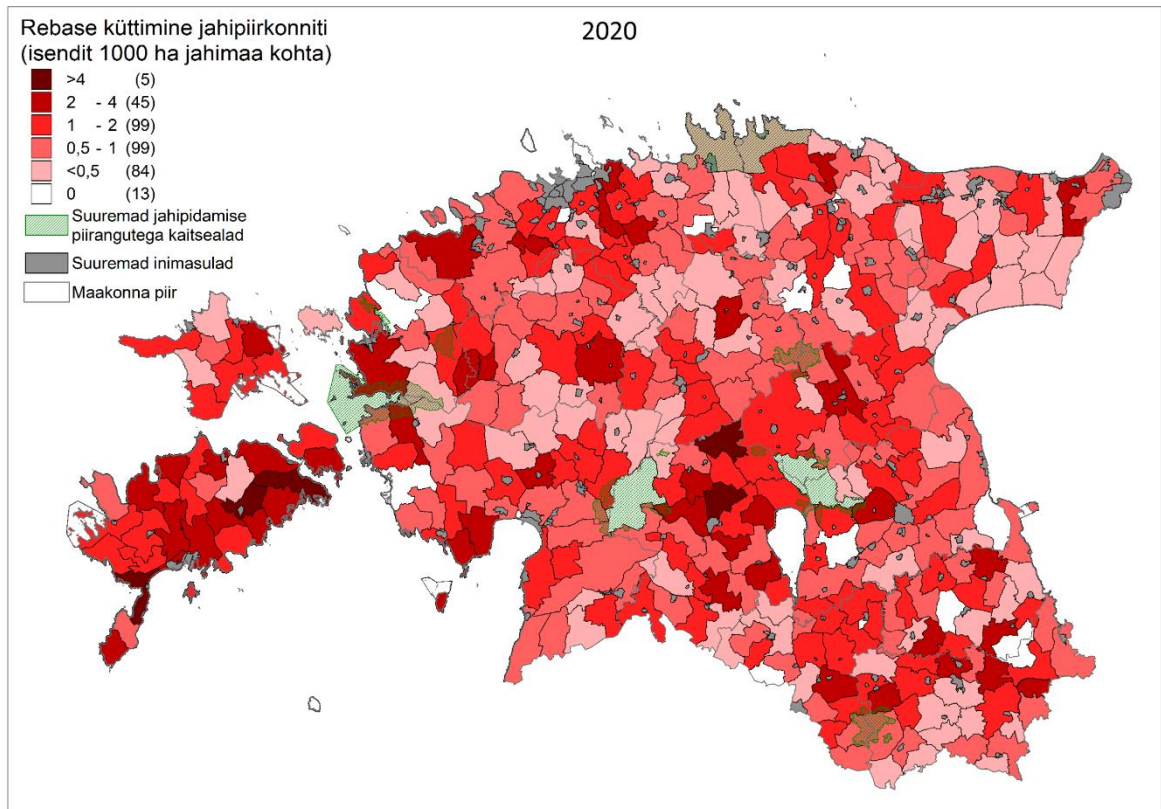 Rebase küttimine jahipiirkonniti
(isendit 1000 ha jahimaa kohta)
2020
>4 (5)
2 - 4 (45)
1 - 2 (99)
0,5 - 1 (99)
<0,5 (84)
0 (13)
Suuremad jahipidamise
piirangutega kaitsealad
Suuremad inimasulad
Maakonna piir